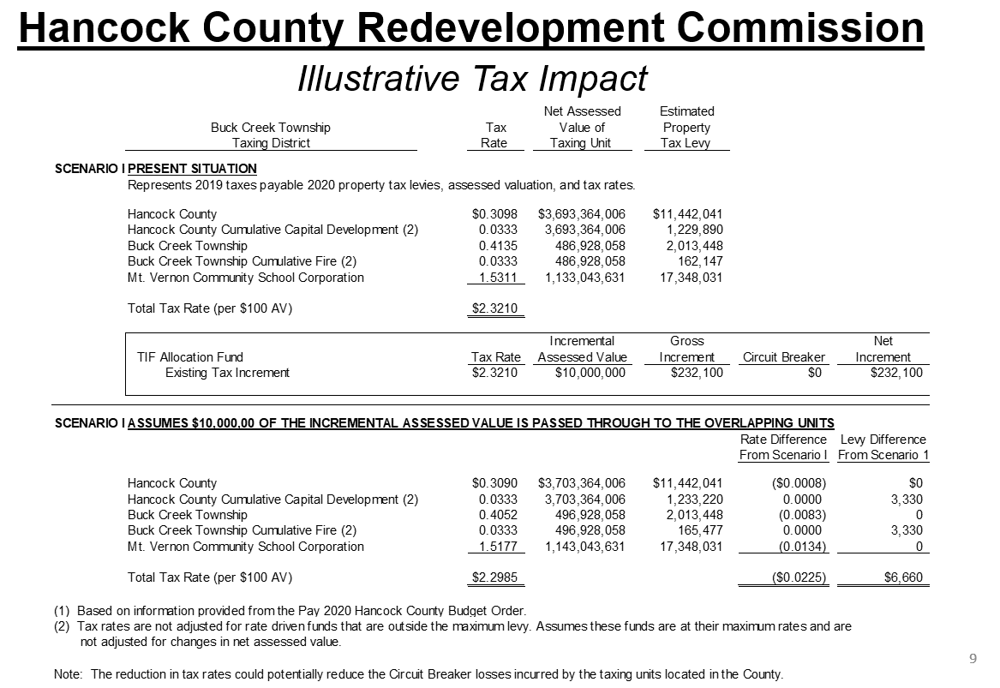 Hancock County Redevelopment Commission
Illustrative Tax Impact
Net Assessed Estimated
Buck Creek Township Tax Value of Property
Taxing District Rate Taxing Unit Tax Levy
SCENARIO I PRESENT SITUATION
Represents 2019 taxes payable 2020 property tax levies, assessed valuation, and tax rates.
Hancock County $0.3098 $3,693,364,006 $11,442,041
Hancock County Cumulative Capital Development (2) 0.0333 3,693,364,006 1,229,890
Buck Creek Township 0.4135 486,928,058 2,013,448
Buck Creek Township Cumulative Fire (2) 0.0333 486,928,058 162,147
Mt. Vernon Community School Corporation 1.5311 1,133,043,631 17,348,031
Total Tax Rate (per $100 AV) $2.3210
Incremental Gross Net
TIF Allocation Fund Tax Rate Assessed Value Increment Circuit Breaker Increment
Existing Tax Increment $2.3210 $10,000,000 $232,100 $0 $232,100
SCENARIO I ASSUMES $10,000,00 OF THE INCREMENTAL ASSESSED VALUE IS PASSED THROUGH TO THE OVERLAPPING UNITS
Rate Difference Levy Difference
From Scenario I From Scenario 1
Hancock County $0.3090 $3,703,364,006 $11,442,041 ($0.0008) $0
Hancock County Cumulative Capital Development (2) 0.0333 3,703,364,006 1,233,220 0.0000 3,330
Buck Creek Township 0.4052 496,928,058 2,013,448 (0.0083) 0
Buck Creek Township Cumulative Fire (2) 0.0333 496,928,058 165,477 0.0000 3,330
Mt. Vernon Community School Corporation 1.5177 1,143,043,631 17,348,031 (0.0134) 0
Total Tax Rate (per $100 AV) $2.2985 ($0.0225) $6,660
(1) Based on information provided from the Pay 2020 Hancock County Budget Order.
(2) Tax rates are not adjusted for rate driven funds that are outside the maximum levy. Assumes these funds are at their maximum rates and are
not adjusted for changes in net assessed value.
9
Note: The reduction in tax rates could potentially reduce the Circuit Breaker losses incurred by the taxing units located in the County.